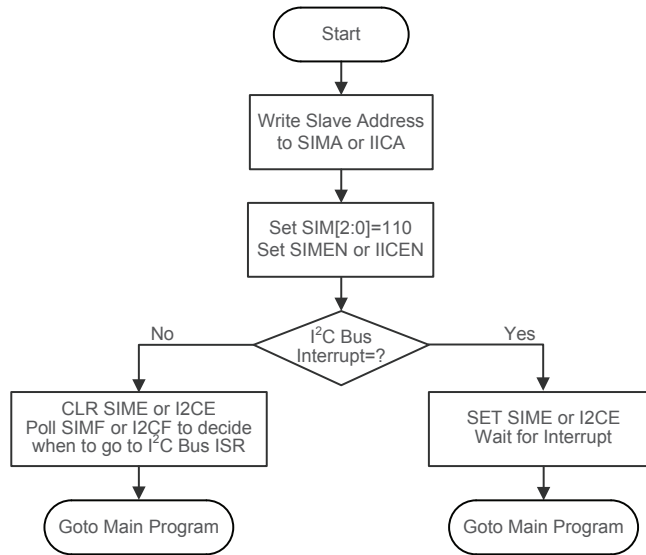 Start
Write Slave Address
to SIMA or IICA
Set SIM[2:0]=110
Set SIMEN or IICEN
I²C Bus
Interrupt=?
No
Yes
CLR SIME or I2CE
Poll SIMF or I2CF to decide
when to go to I²C Bus ISR
SET SIME or I2CE
Wait for Interrupt
Goto Main Program
Goto Main Program